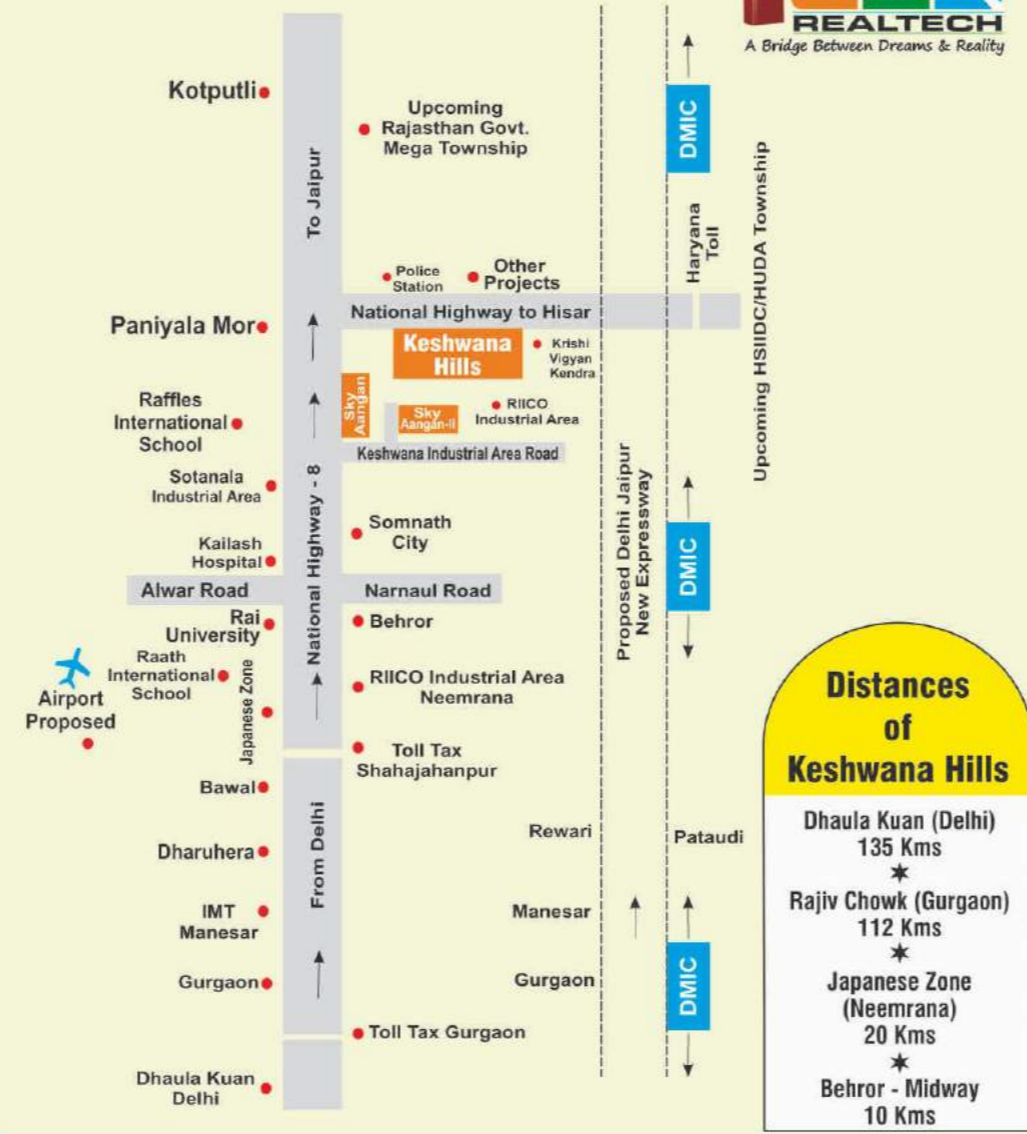 REALTECH
A Bridge Between Dreams & Reality
Kotputli
Upcoming
Rajasthan Govt.
Mega Township
To Jaipur
DMIC
Upcoming HSIIDC/HUDA Township
Haryana
Toll
Police
Station
Other
Projects
National Highway to Hisar
Paniyala Mor
Keshwana
Hills
Krishi
Vigyan
Kendra
Raffles
International
School
Sky
Aangan
Sky
Aangan-II
RIICO
Industrial Area
Keshwana Industrial Area Road
Sotanala
Industrial Area
National Highway - 8
Somnath
City
Proposed Delhi Jaipur
New Expressway
DMIC
Kailash
Hospital
Alwar Road
Narnaul Road
Rai
University
Behror
Raath
International
School
Japanese Zone
RIICO Industrial Area
Neemrana
Airport
Proposed
Toll Tax
Shahajahanpur
Bawal
From Delhi
Dharuhera
Rewari
Pataudi
IMT
Manesar
Manesar
Gurgaon
Gurgaon
DMIC
Toll Tax Gurgaon
Dhaula Kuan
Delhi
Distances
of
Keshwana Hills
Dhaula Kuan (Delhi)
135 Kms
Rajiv Chowk (Gurgaon)
112 Kms
Japanese Zone
(Neemrana)
20 Kms
Behror - Midway
10 Kms